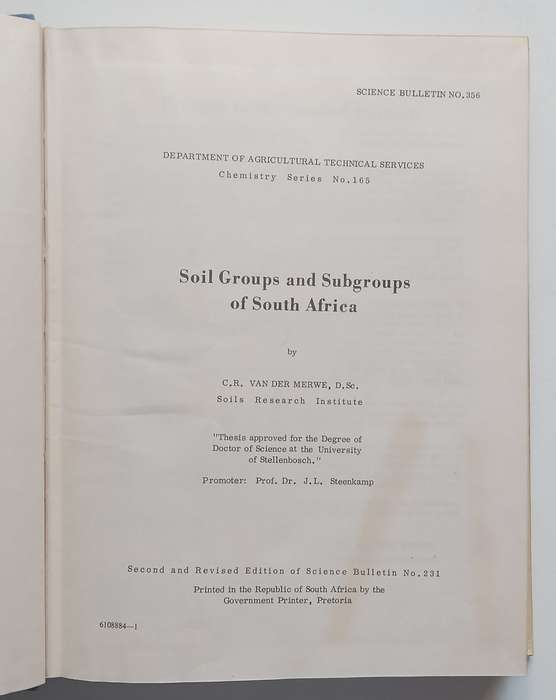 SCIENCE BULLETIN NO.356
DEPARTMENT OF AGRICULTURAL TECHNICAL SERVICES
Chemistry Series No.165
Soil Groups and Subgroups
of South Africa
by
C.R. VAN DER MERWE, D.Sc.
Soils Research Institute
"Thesis approved for the Degree of
Doctor of Science at the University
of Stellenbosch."
Promoter: Prof. Dr. J.L. Steenkamp
Second and Revised Edition of Science Bulletin No.231
Printed in the Republic of South Africa by the
Government Printer, Pretoria
6108884—1